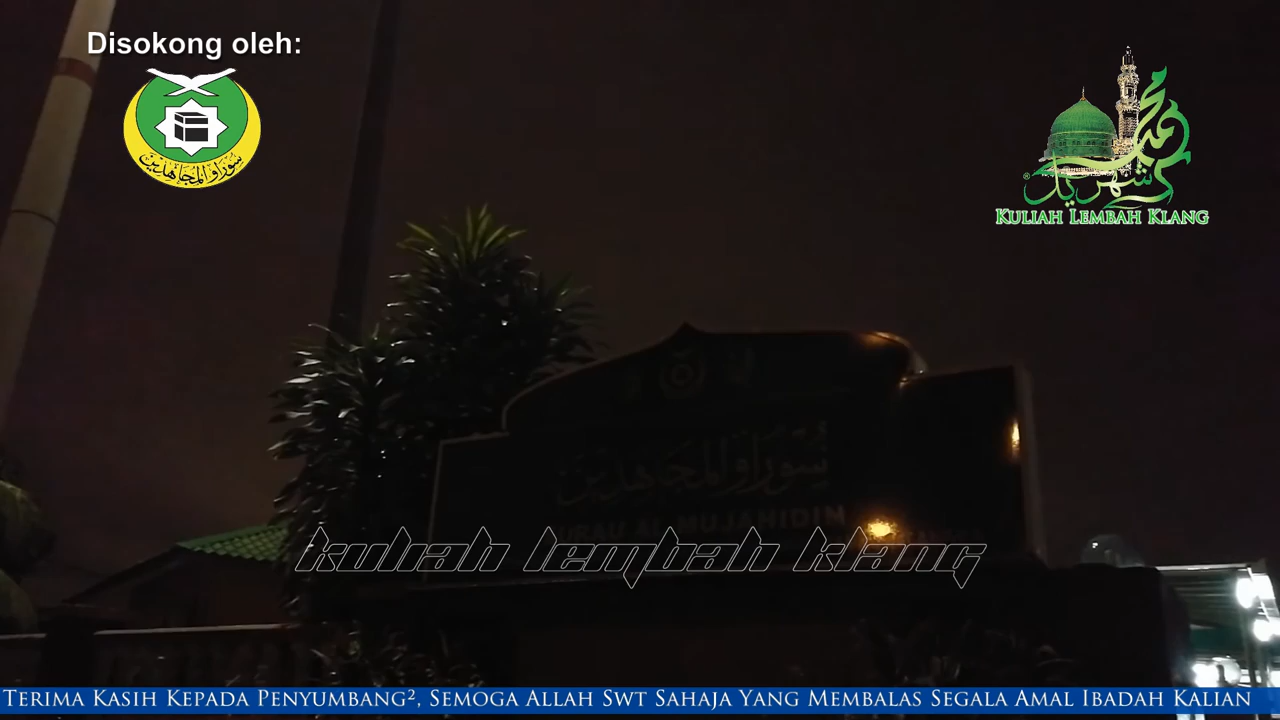 Disokong oleh:
سوراو المجاهدين
KULIAH LEMBAH KLANG
سوراو المجاهدين
SURAU AL-MUJAHIDIN
kuliah lembah klang
TERIMA KASIH KEPADA PENYUMBANG², SEMOGA ALLAH SWT SAHAJA YANG MEMBALAS SEGALA AMAL IBADAH KALIAN